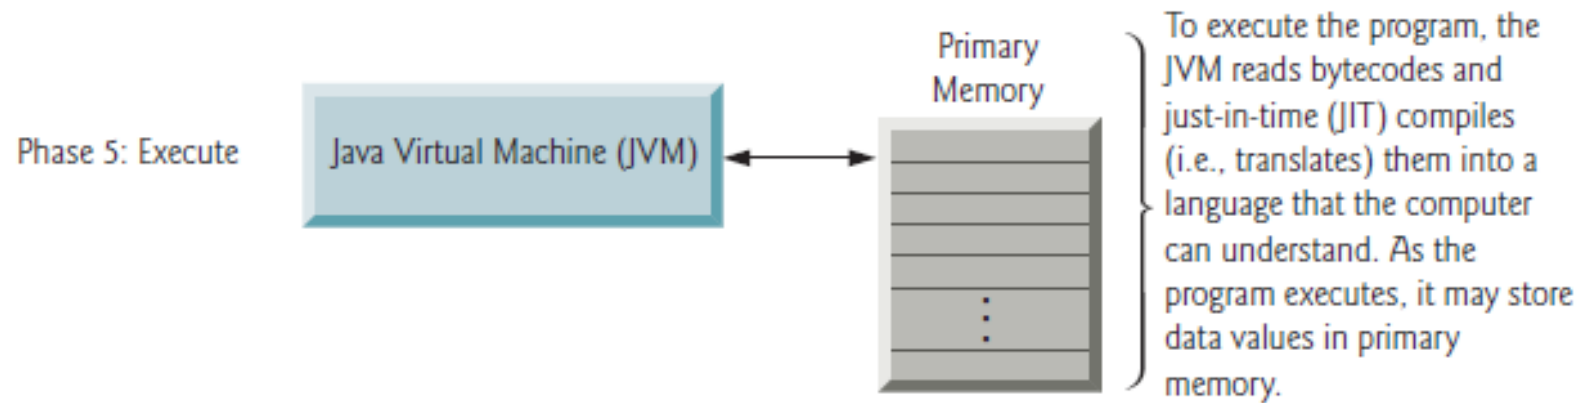 Phase 5: Execute
Java Virtual Machine (JVM)
Primary
Memory
To execute the program, the
JVM reads bytecodes and
just-in-time (JIT) compiles
(i.e., translates) them into a
language that the computer
can understand. As the
program executes, it may store
data values in primary
memory.